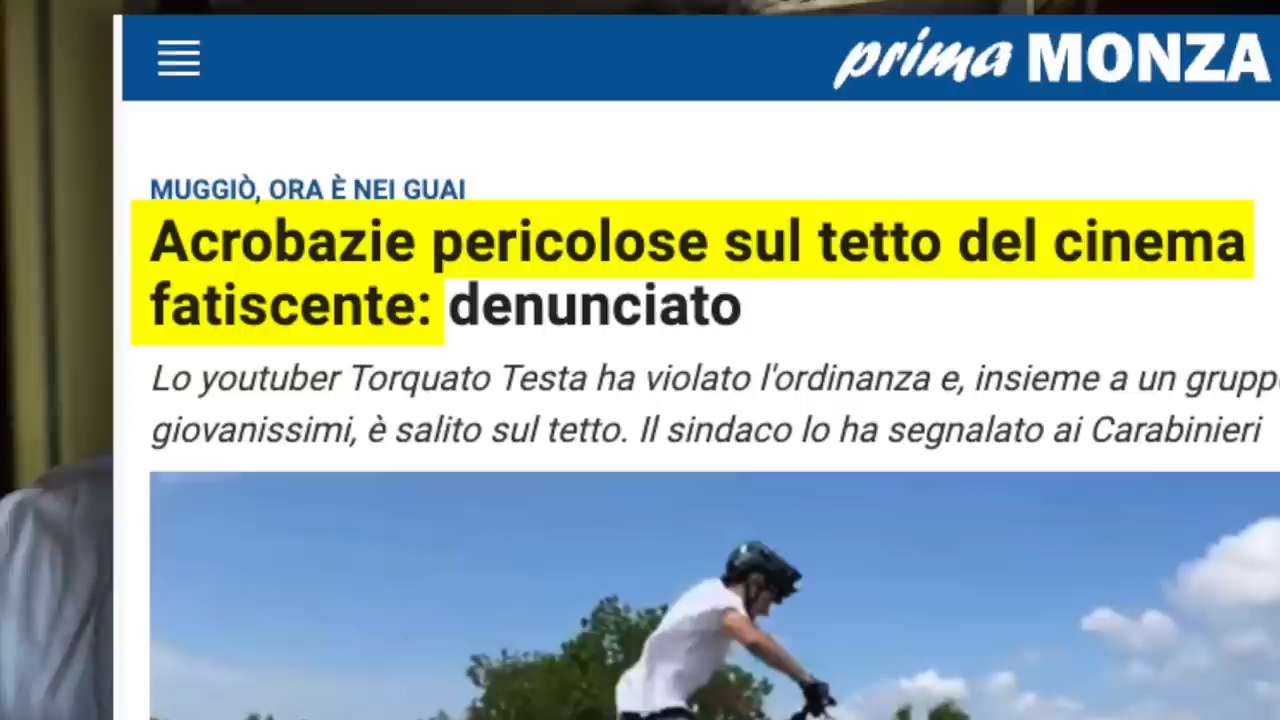 prima MONZA
MUGGIÒ, ORA È NEI GUAI
Acrobazie pericolose sul tetto del cinema
fatiscente: denunciato
Lo youtuber Torquato Testa ha violato l'ordinanza e, insieme a un grupp
giovanissimi, è salito sul tetto. Il sindaco lo ha segnalato ai Carabinieri